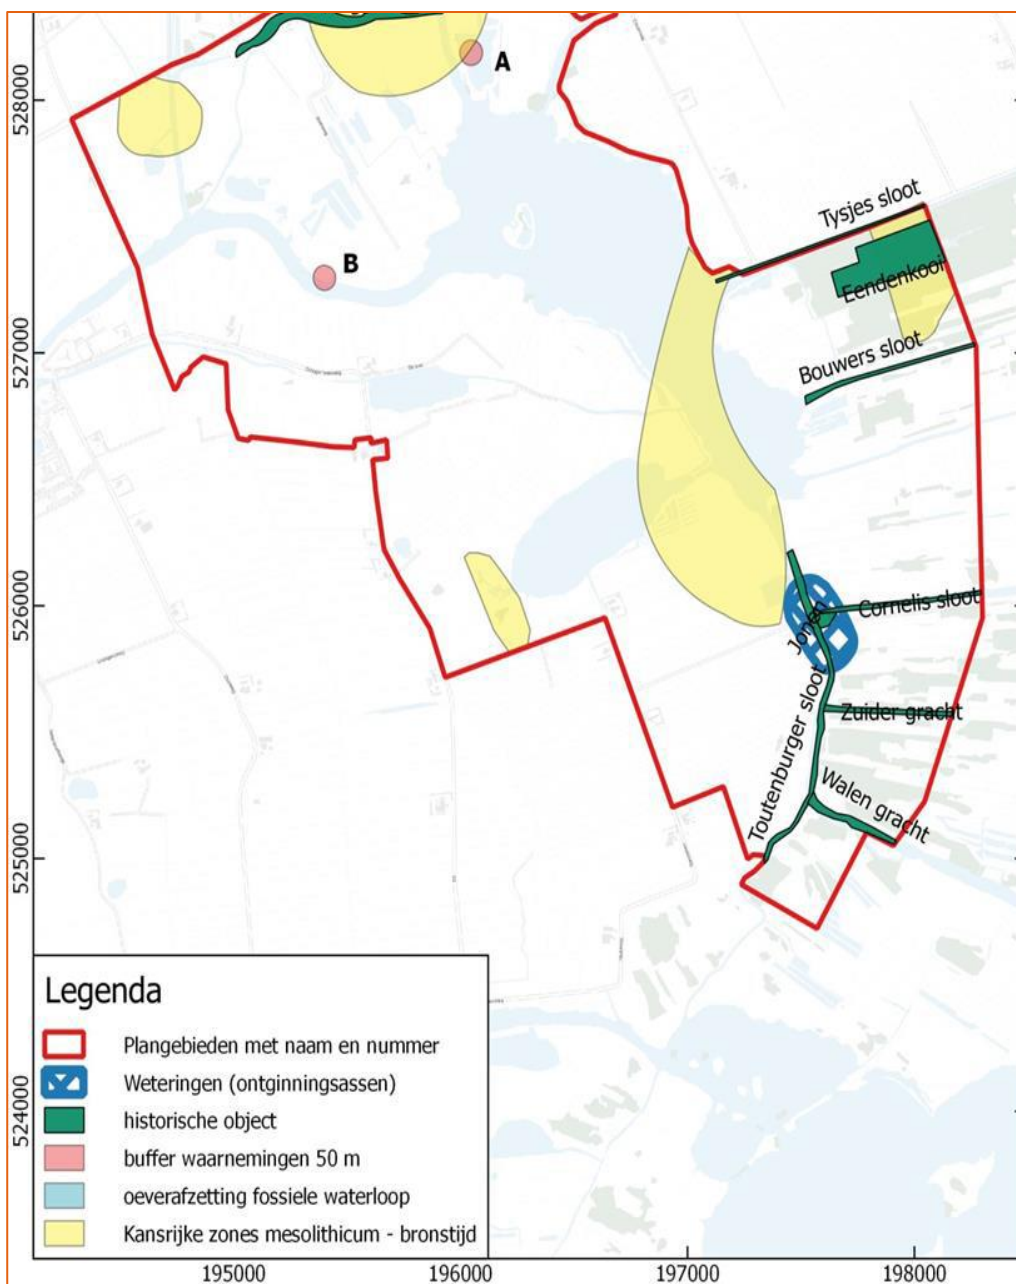 A
528000
Tysjes sloot
B
Eendenkooi
527000
Bouwers sloot
526000
Cornelis sloot
Jonen
Zuider gracht
Toutenburger sloot
Walen gracht
525000
Legenda
Plangebieden met naam en nummer
Weteringen (ontginningsassen)
524000
historische object
buffer waarnemingen 50 m
oeverafzetting fossiele waterloop
Kansrijke zones mesolithicum - bronstijd
195000
196000
197000
198000